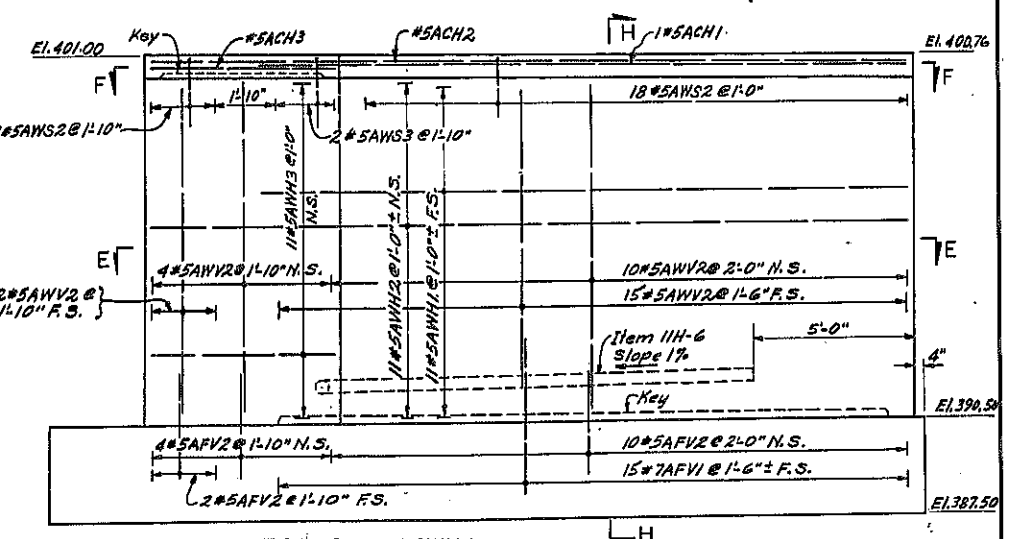 H
Key
#5ACH3
#5ACH2
1#5ACH1
El. 401.00
El. 400.76
F
F
1'-10"
18 #5AWS2 @ 1'-0"
#5AWS2 @ 1'-10"
2 #5AWS3 @ 1'-10"
11 #5AWH3 @ 1'-0"
N.S.
11 #5AWH2 @ 1'-0" ± N.S.
11 #5AWH1 @ 1'-0" ± F.S.
E
E
4 #5AWV2 @ 1'-10" N.S.
10 #5AWV2 @ 2'-0" N.S.
2 #5AWV2 @
1'-10" F.S.
15 #5AWV2 @ 1'-6" F.S.
Item 11H-6
Slope 1%
5'-0"
4"
Key
El. 390.50
4 #5AFV2 @ 1'-10" N.S.
10 #5AFV2 @ 2'-0" N.S.
15 #7AFV1 @ 1'-6" ± F.S.
2 #5AFV2 @ 1'-10" F.S.
El. 387.50
H